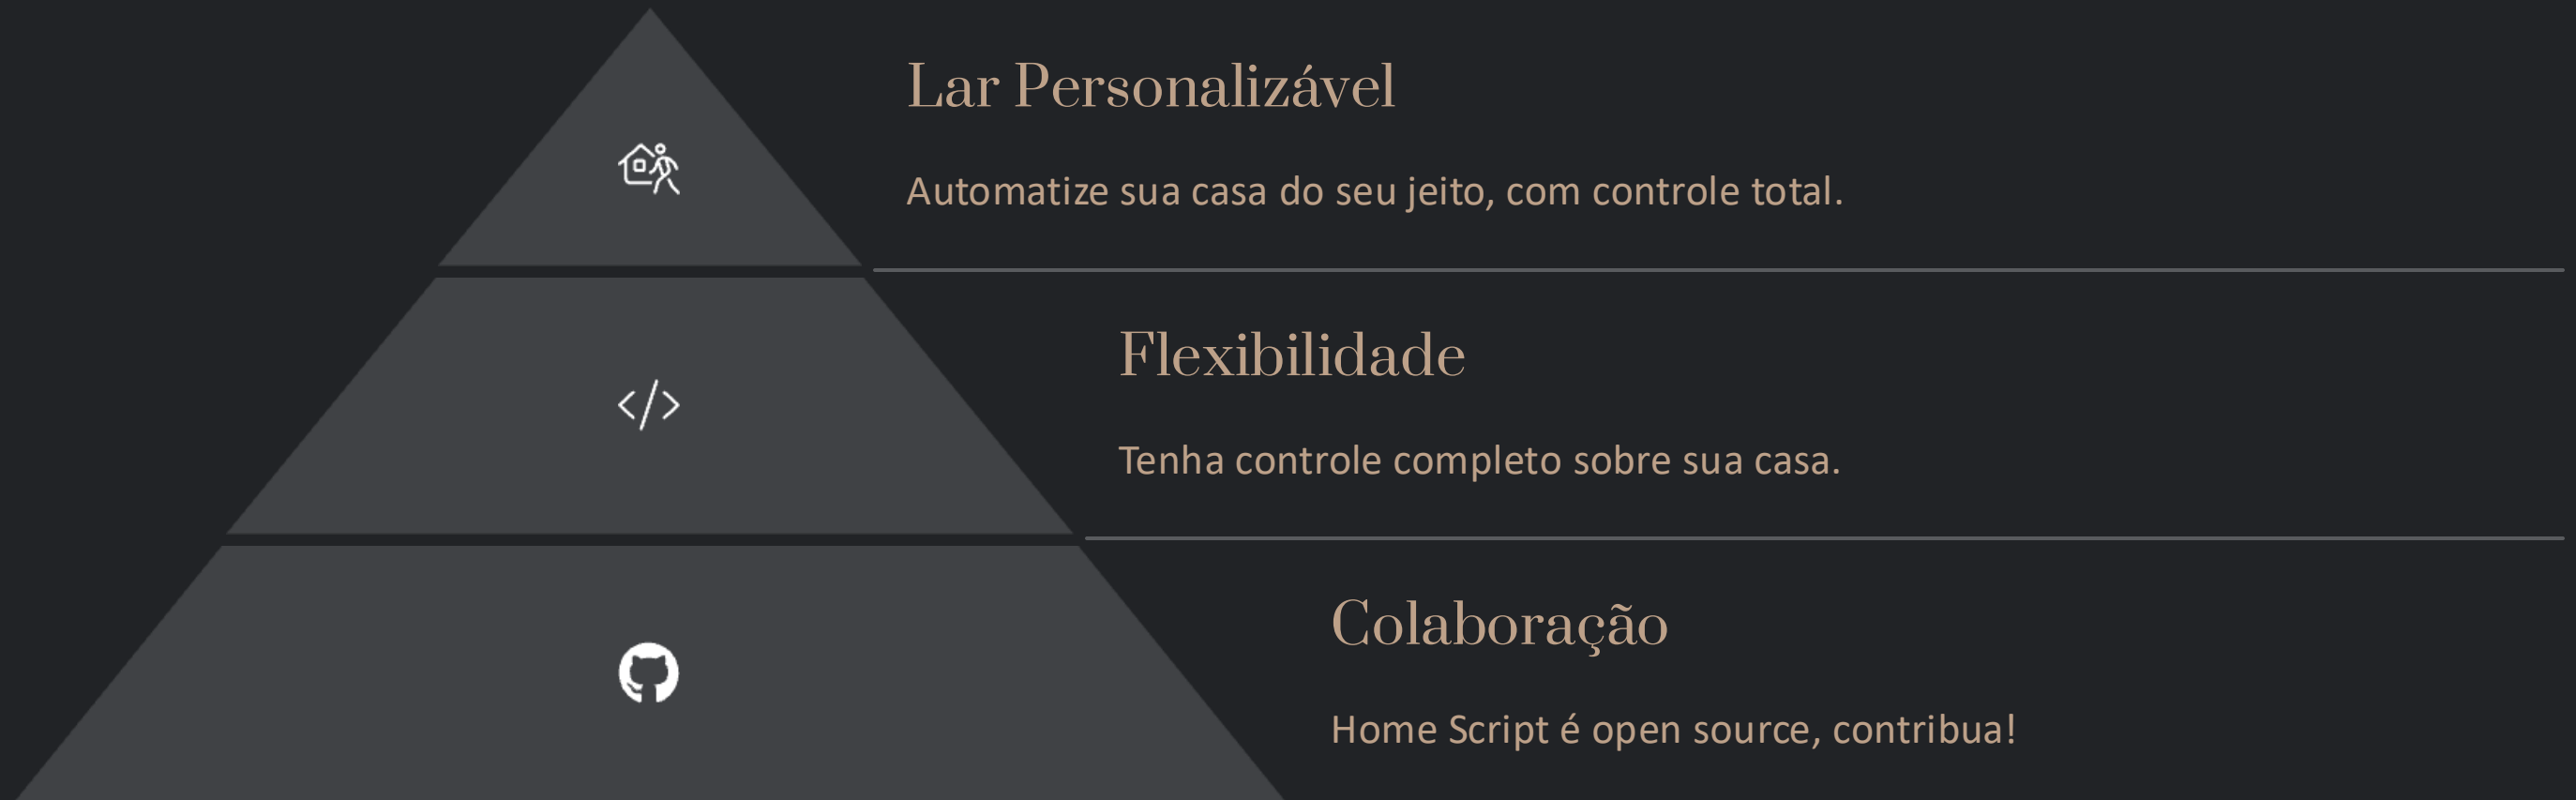 Lar Personalizável
Automatize sua casa do seu jeito, com controle total.
</>
Flexibilidade
Tenha controle completo sobre sua casa.
Colaboração
Home Script é open source, contribua!